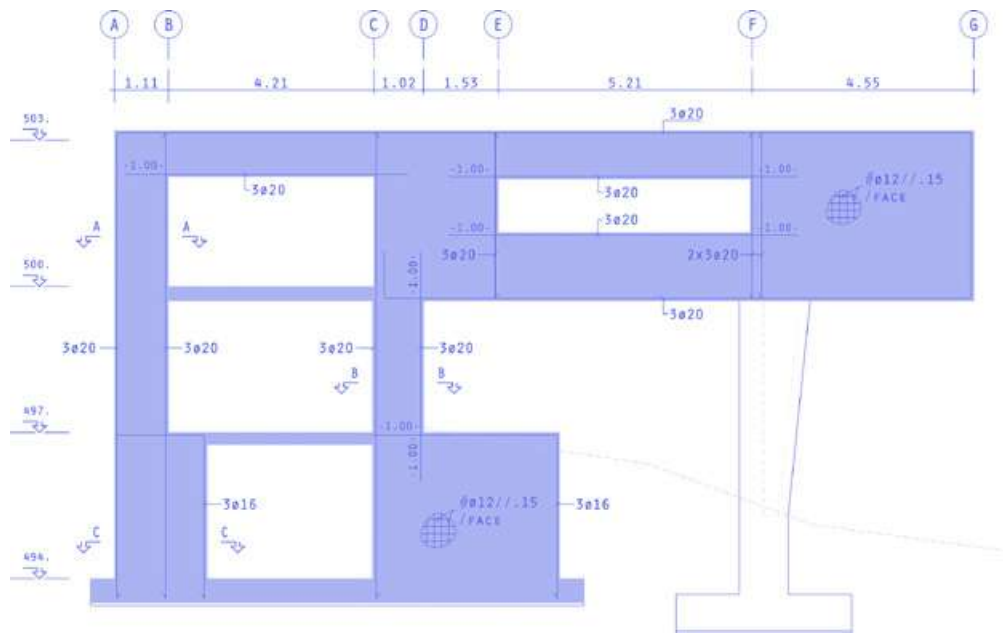 A B C D E F G
1.11 4.21 1.02 1.53 5.21 4.55
3ø20
503.
-1.00- -1.00- -1.00-
3ø20 3ø20 #ø12//.15
/FACE
3ø20
A A -1.00- -1.00-
3ø20 2x3ø20
500. -1.00-
3ø20
3ø20 3ø20 3ø20 3ø20
B B
497.
-1.00-
-1.00-
3ø16 #ø12//.15 3ø16
/FACE
C C
494.